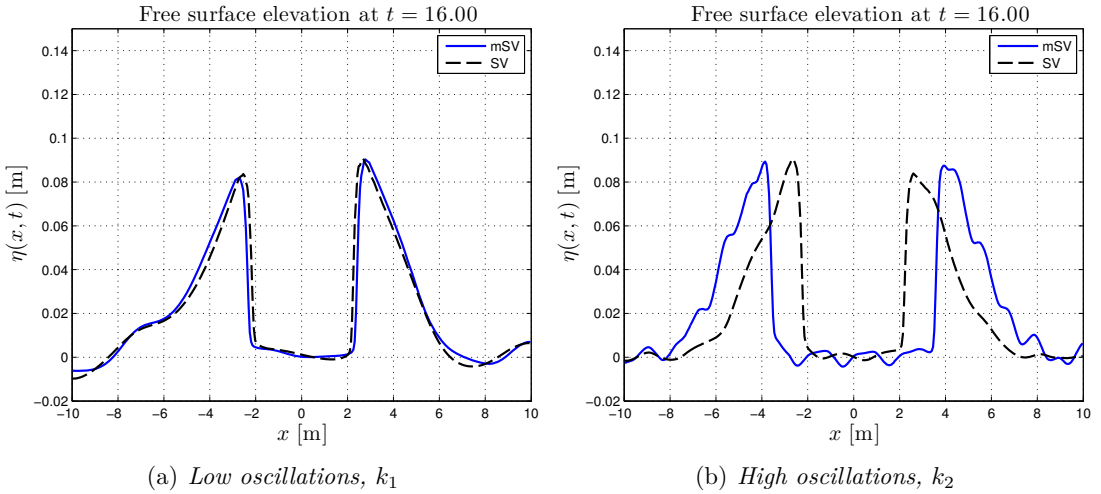 Free surface elevation at t = 16.00
0.14
0.12
0.1
0.08
0.06
0.04
0.02
0
−0.02
−10 −8 −6 −4 −2 0 2 4 6 8 10
x [m]
η(x, t) [m]
mSV
SV
(a) Low oscillations, k₁
Free surface elevation at t = 16.00
0.14
0.12
0.1
0.08
0.06
0.04
0.02
0
−0.02
−10 −8 −6 −4 −2 0 2 4 6 8 10
x [m]
η(x, t) [m]
mSV
SV
(b) High oscillations, k₂